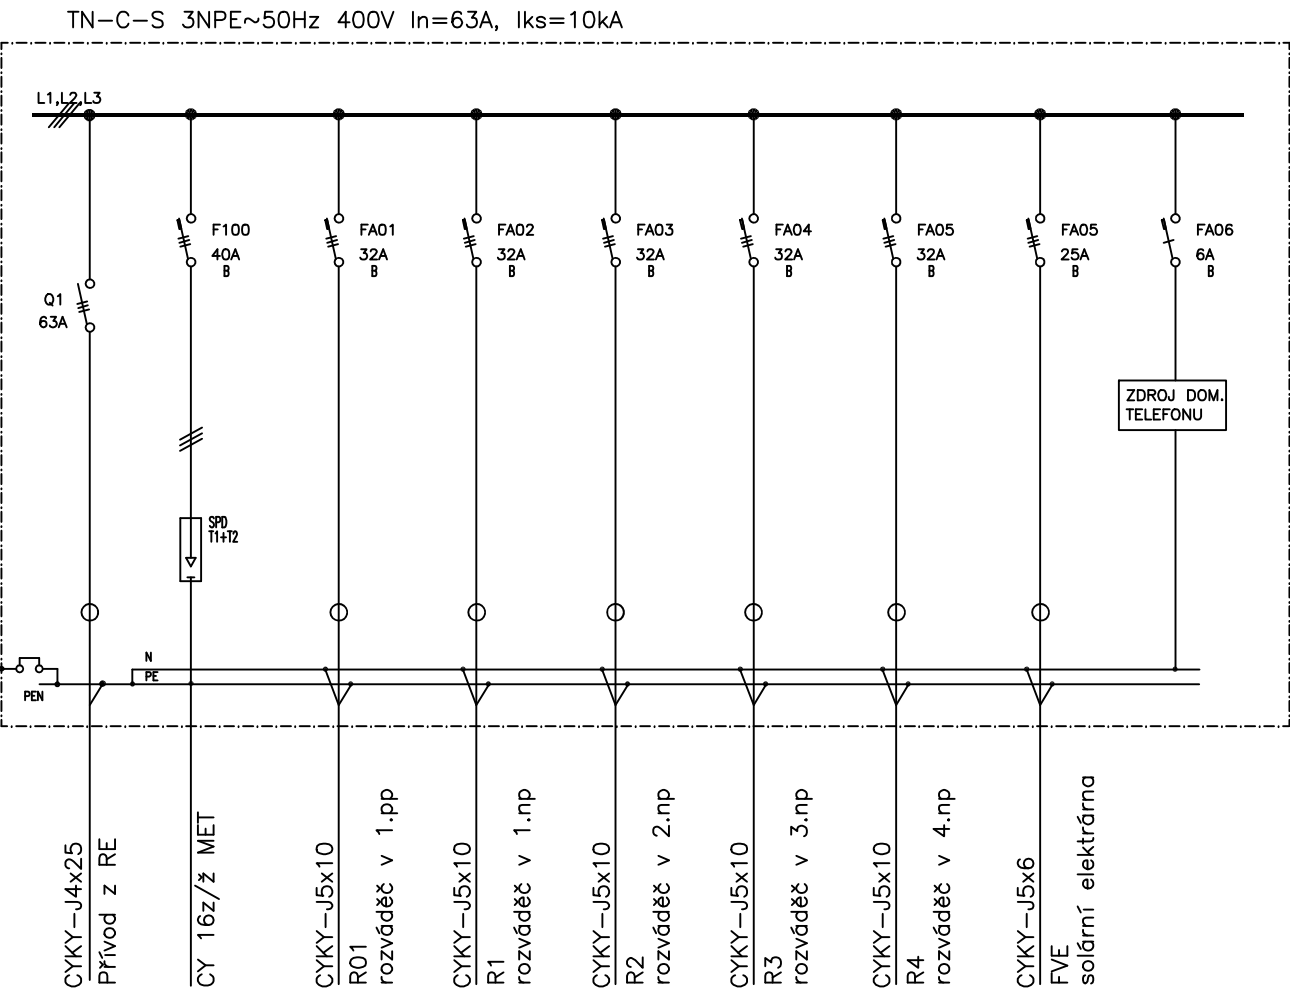 TN-C-S 3NPE~50Hz 400V In=63A, Iks=10kA
L1,L2,L3
Q1
63A
F100
40A
B
FA01
32A
B
FA02
32A
B
FA03
32A
B
FA04
32A
B
FA05
32A
B
FA05
25A
B
FA06
6A
B
ZDROJ DOM.
TELEFONU
SPD
T1+T2
N
PE
PEN
CYKY-J4x25
Přívod z RE
CY 16z/ž MET
CYKY-J5x10
R01
rozváděč v 1.pp
CYKY-J5x10
R1
rozváděč v 1.np
CYKY-J5x10
R2
rozváděč v 2.np
CYKY-J5x10
R3
rozváděč v 3.np
CYKY-J5x10
R4
rozváděč v 4.np
CYKY-J5x6
FVE
solární elektrárna